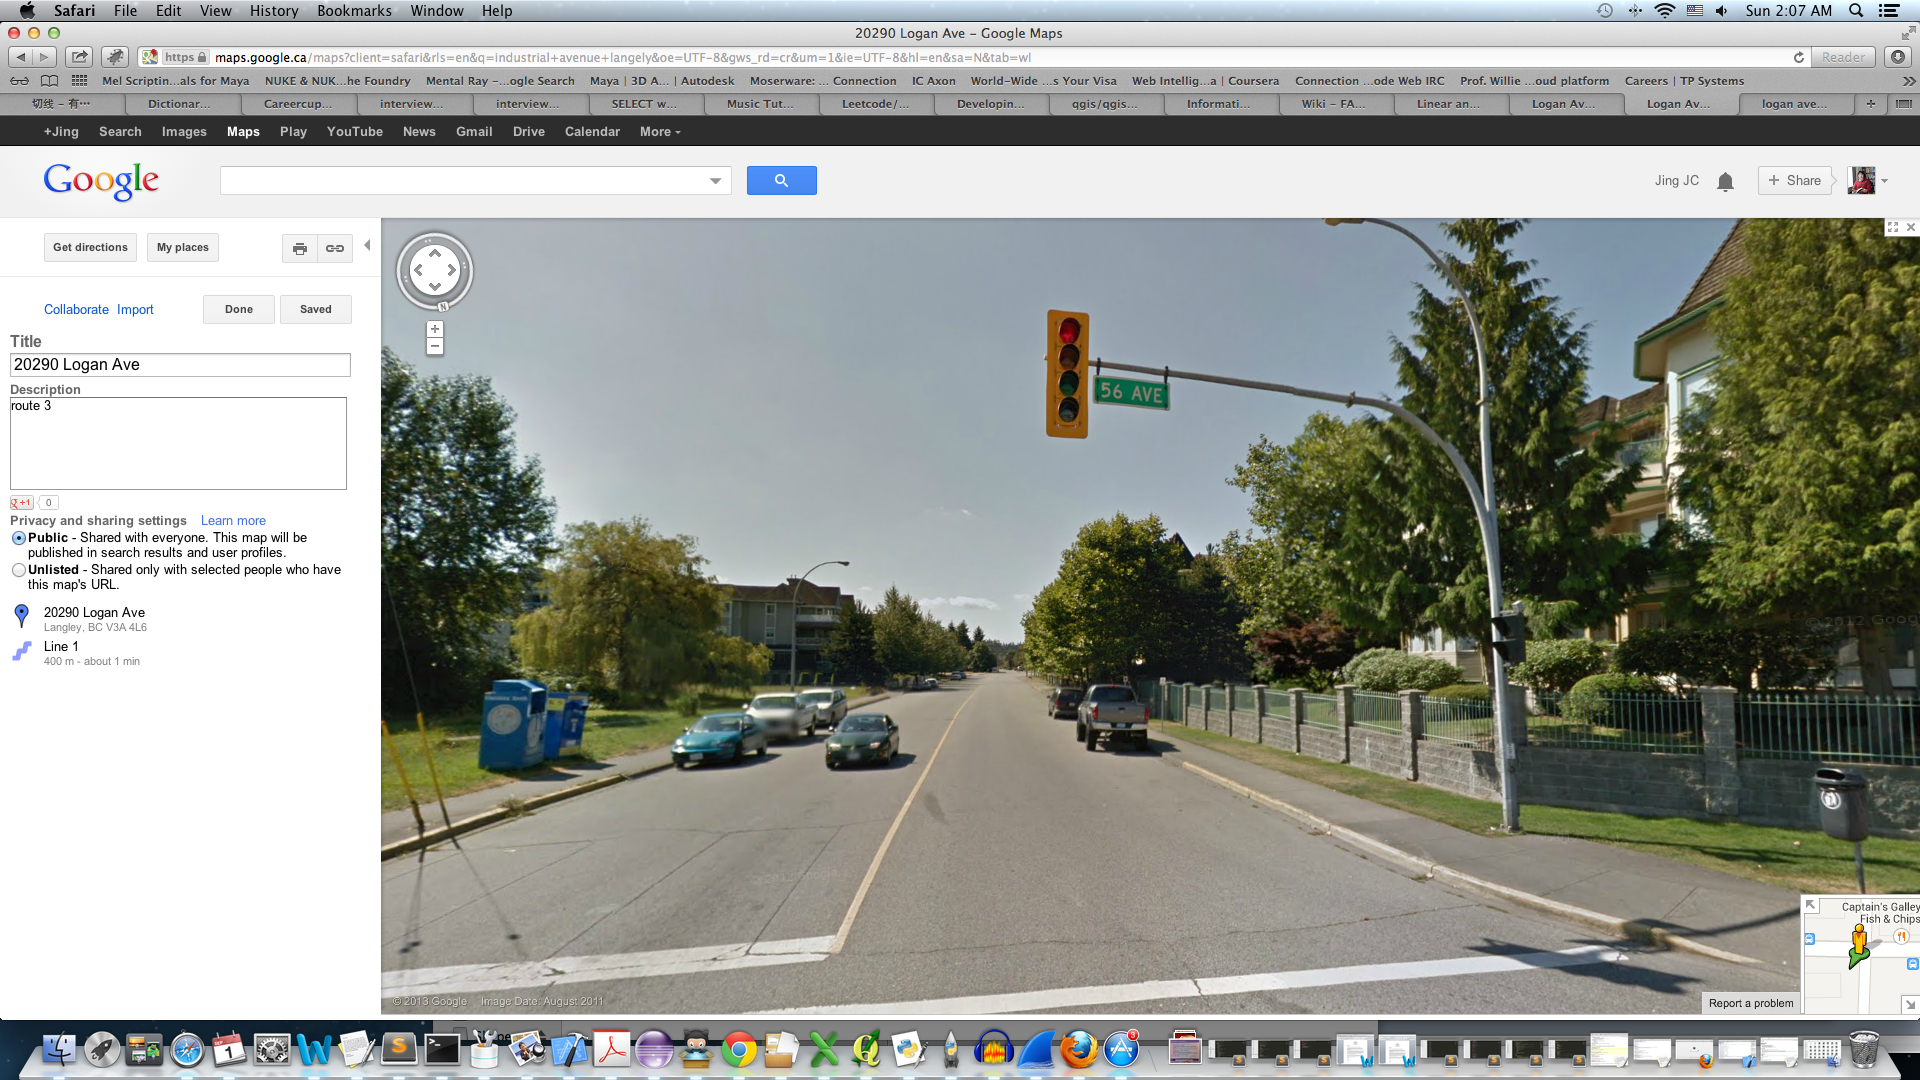 Safari File Edit View History Bookmarks Window Help
Sun 2:07 AM
20290 Logan Ave – Google Maps
https
maps.google.ca/maps?client=safari&rls=en&q=industrial+avenue+langely&oe=UTF-8&gws_rd=cr&um=1&ie=UTF-8&hl=en&sa=N&tab=wl
Reader
Mel Scriptin...als for Maya NUKE & NUK...he Foundry Mental Ray –...ogle Search Maya | 3D A... | Autodesk Moserware: ... Connection IC Axon World–Wide ...s Your Visa Web Intellig...a | Coursera Connection ...ode Web IRC Prof. Willie ...oud platform Careers | TP Systems
切线 – 有... Dictionar... Careercup... interview... interview... SELECT w... Music Tut... Leetcode/... Developin... qgis/qgis... Informati... Wiki – FA... Linear an... Logan Av... Logan Av... logan ave...
+Jing Search Images Maps Play YouTube News Gmail Drive Calendar More
Google
Jing JC
+ Share
Get directions My places
Collaborate Import Done Saved
Title
20290 Logan Ave
Description
route 3
+1 0
Privacy and sharing settings Learn more
Public - Shared with everyone. This map will be
published in search results and user profiles.
Unlisted - Shared only with selected people who have
this map's URL.
20290 Logan Ave
Langley, BC V3A 4L6
Line 1
400 m - about 1 min
N
56 AVE
Captain's Galley
Fish & Chips
© 2013 Google Image Date: August 2011
Report a problem
1
3